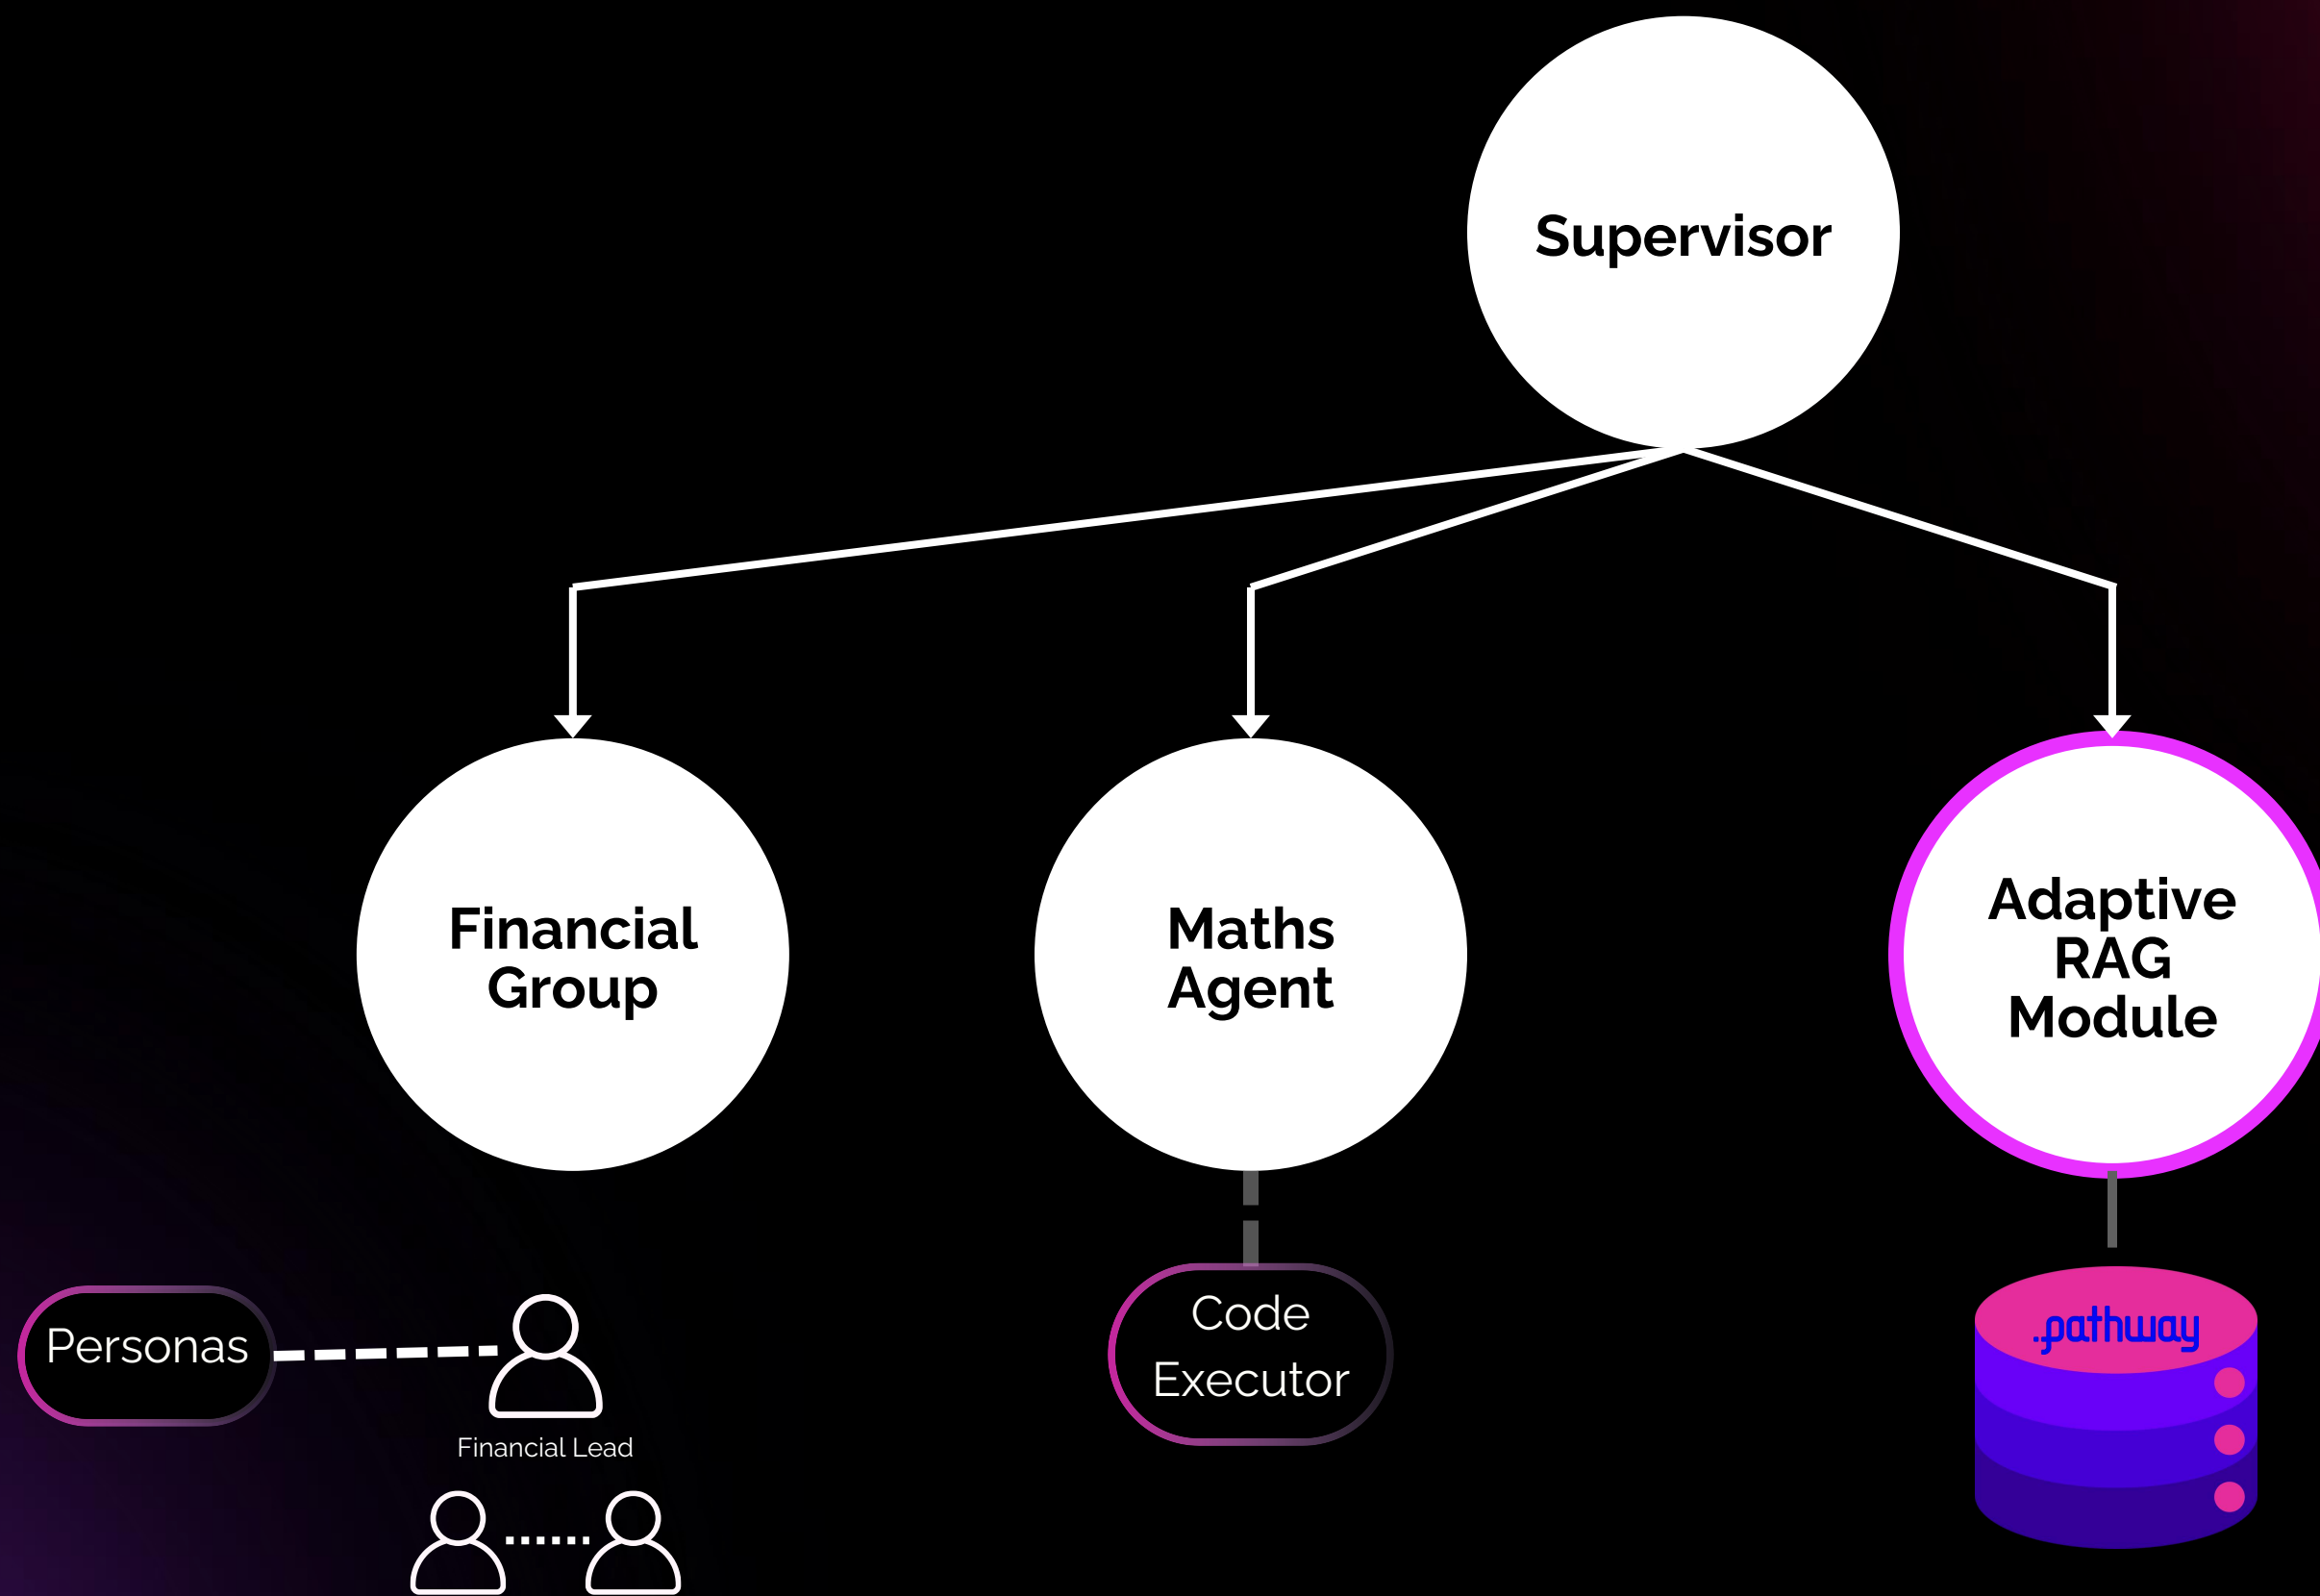 Supervisor
Financial
Group
Maths
Agent
Adaptive
RAG
Module
Personas
Financial Lead
Code
Executor
.pathway